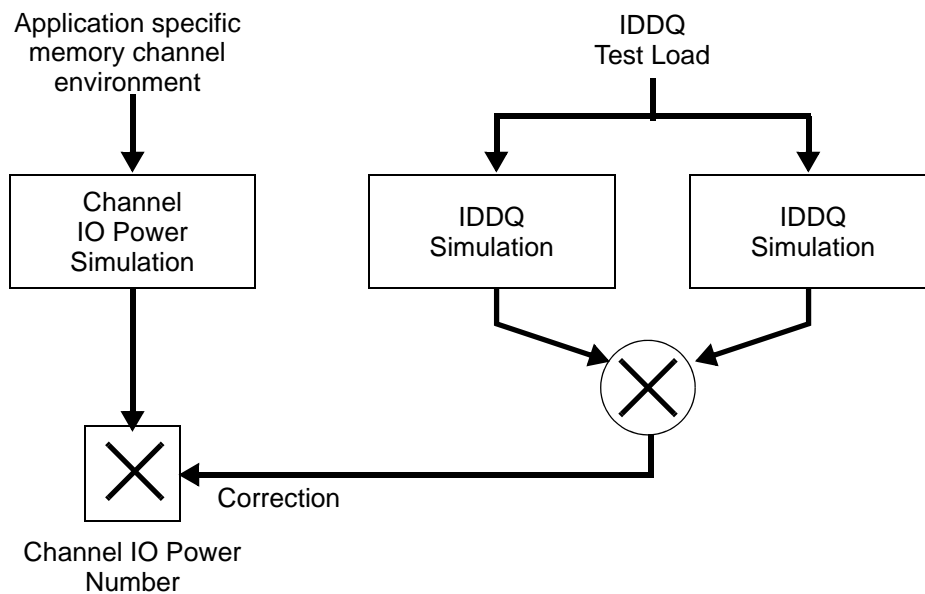 Application specific
memory channel
environment
IDDQ
Test Load
Channel
IO Power
Simulation
IDDQ
Simulation
IDDQ
Simulation
Correction
Channel IO Power
Number